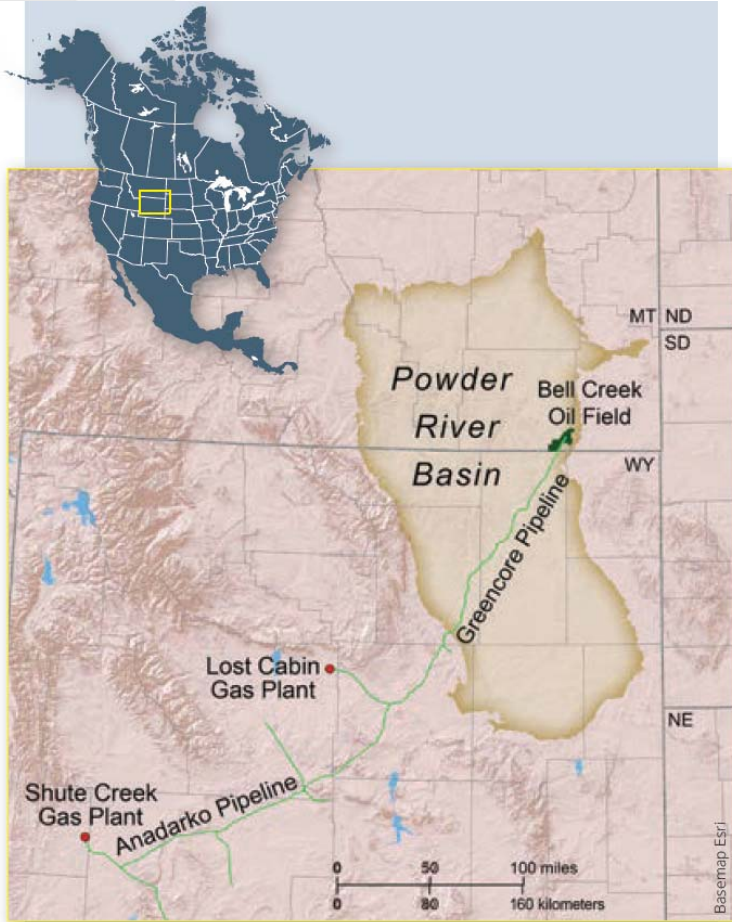 MT ND
SD
Powder
River
Basin
Bell Creek
Oil Field
WY
Greencore Pipeline
Lost Cabin
Gas Plant
NE
Shute Creek
Gas Plant
Anadarko Pipeline
0 50 100 miles
0 80 160 kilometers
Basemap Esri